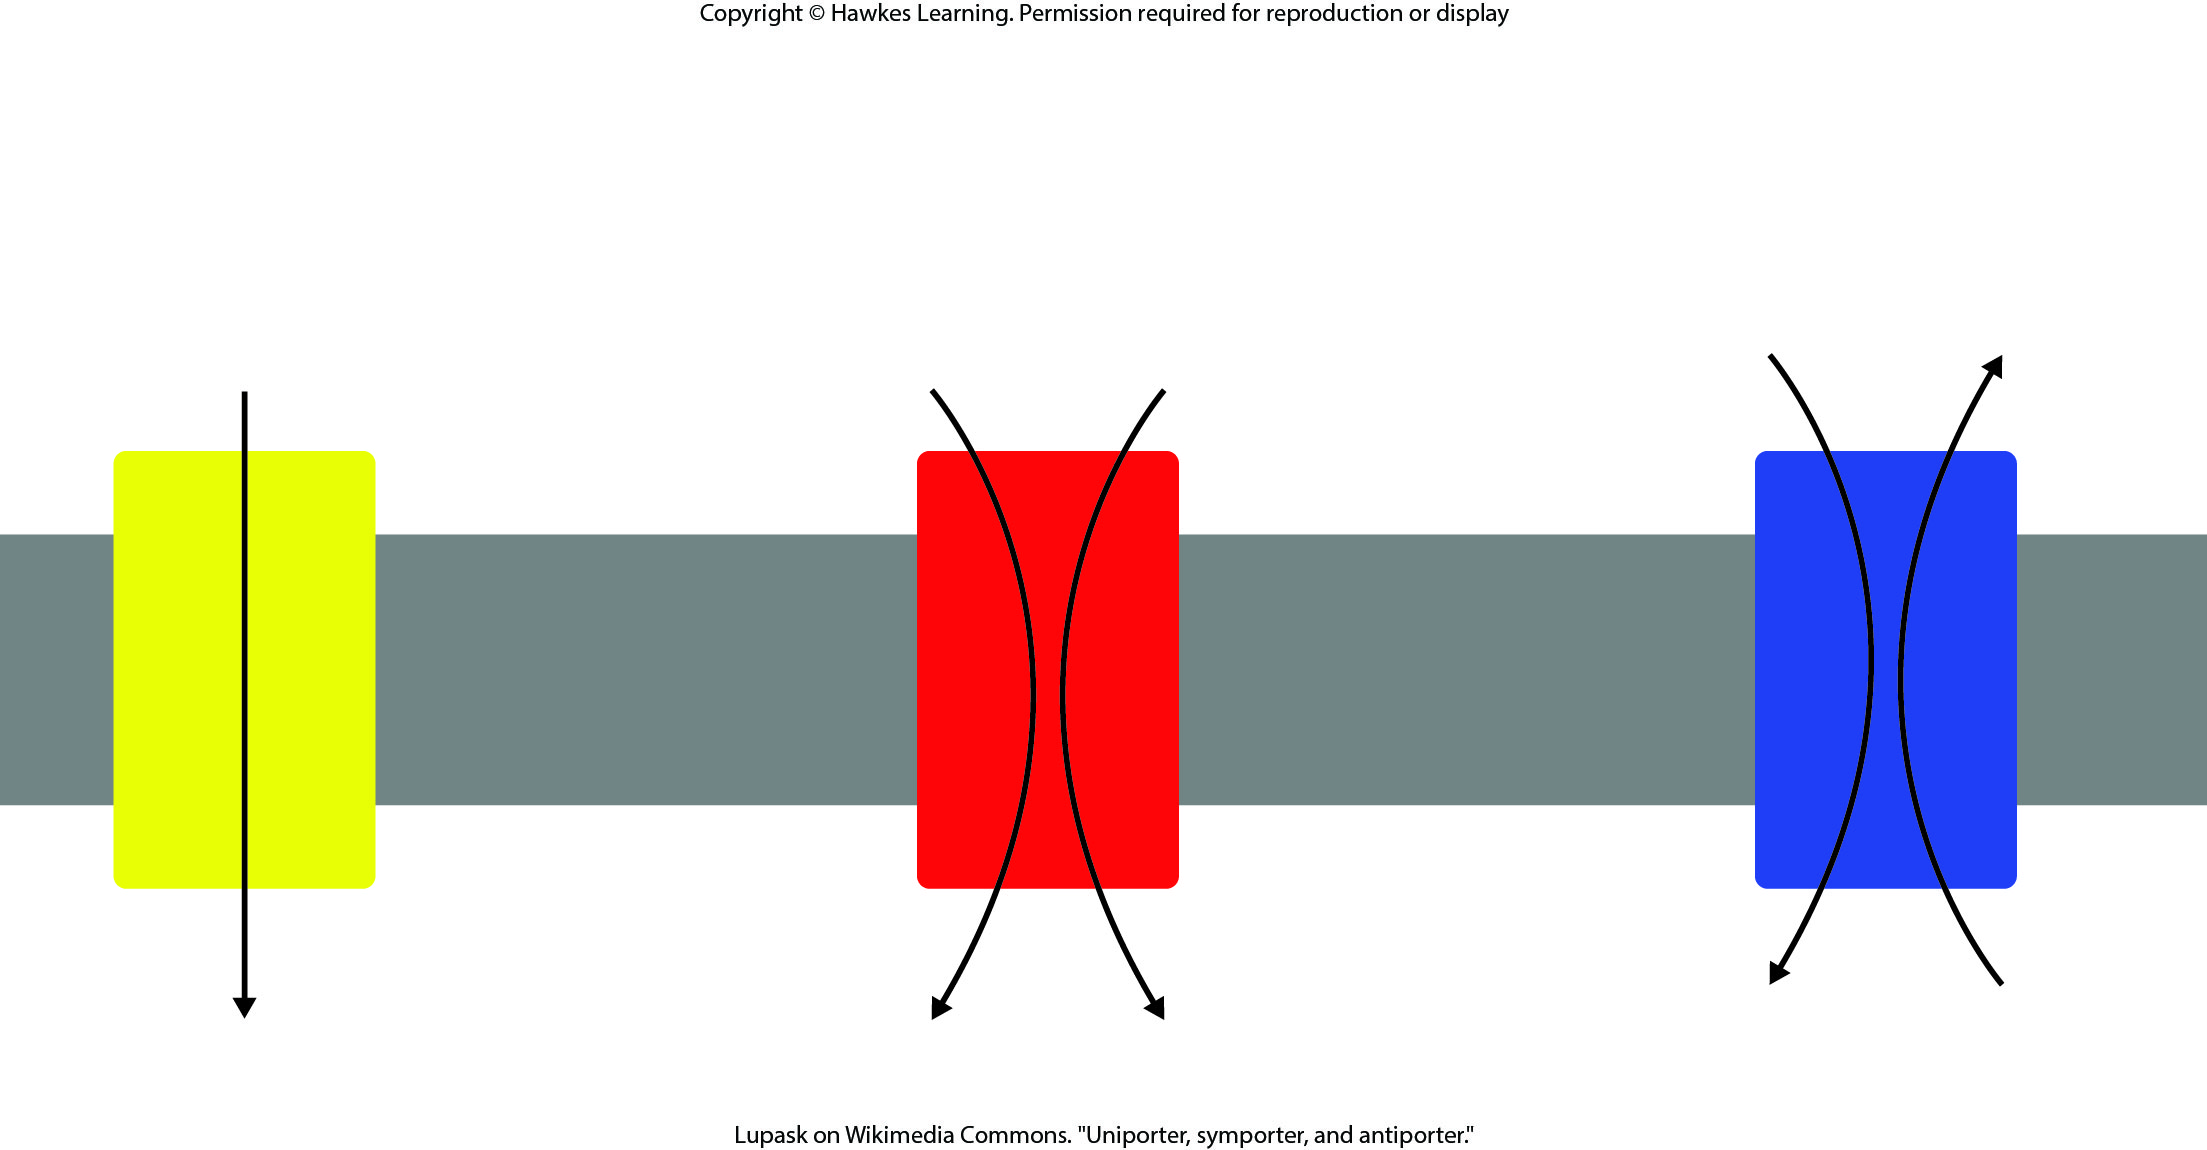 Copyright © Hawkes Learning. Permission required for reproduction or display
Lupask on Wikimedia Commons. "Uniporter, symporter, and antiporter."